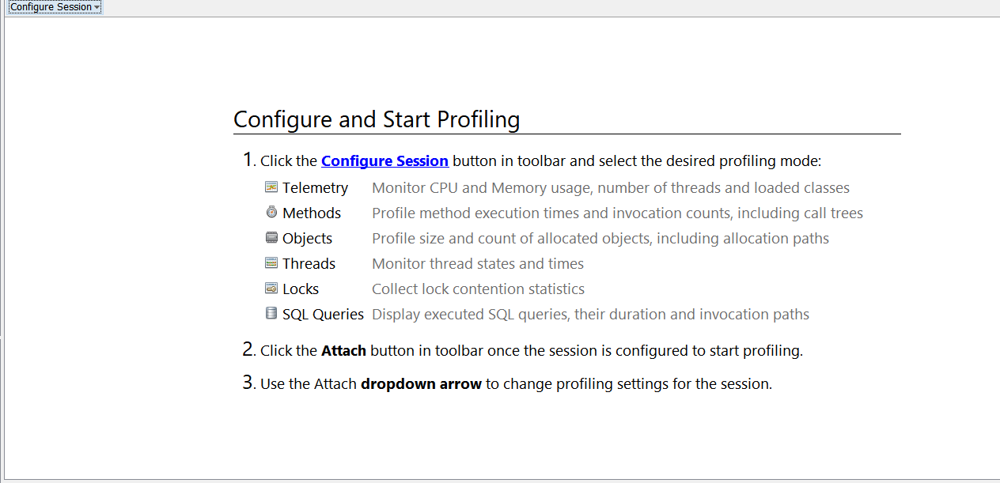 Configure Session
Configure and Start Profiling
1. Click the Configure Session button in toolbar and select the desired profiling mode:
Telemetry Monitor CPU and Memory usage, number of threads and loaded classes
Methods Profile method execution times and invocation counts, including call trees
Objects Profile size and count of allocated objects, including allocation paths
Threads Monitor thread states and times
Locks Collect lock contention statistics
SQL Queries Display executed SQL queries, their duration and invocation paths
2. Click the Attach button in toolbar once the session is configured to start profiling.
3. Use the Attach dropdown arrow to change profiling settings for the session.